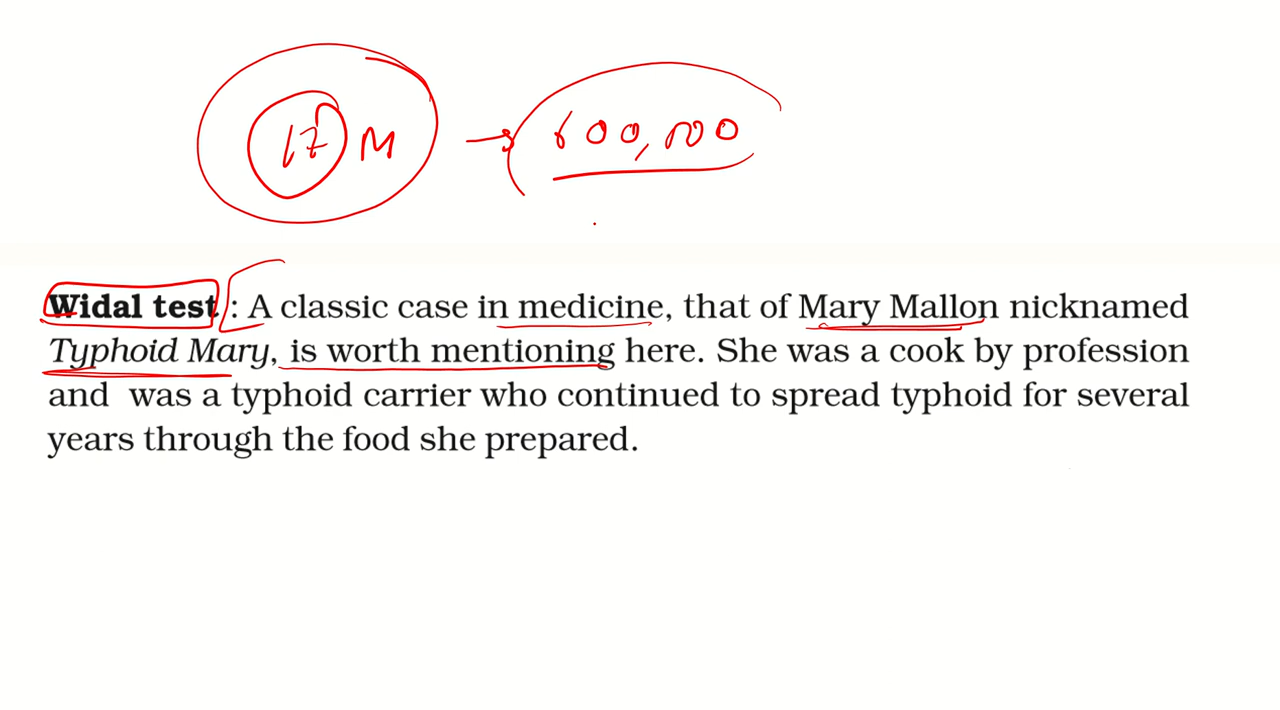 17 M → 600,000
Widal test : A classic case in medicine, that of Mary Mallon nicknamed
Typhoid Mary, is worth mentioning here. She was a cook by profession
and was a typhoid carrier who continued to spread typhoid for several
years through the food she prepared.